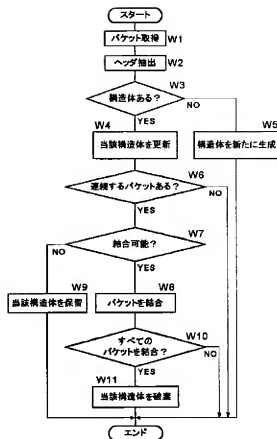 スタート
パケット取得
W1
ヘッダ抽出
W2
構造体ある？
W3
NO
YES
W4
当該構造体を更新
W5
構造体を新たに生成
連続するパケットある？
W6
NO
YES
結合可能？
W7
NO
YES
W9
当該構造体を保留
W8
パケットを結合
すべての
パケットを結合？
W10
NO
YES
W11
当該構造体を破棄
エンド